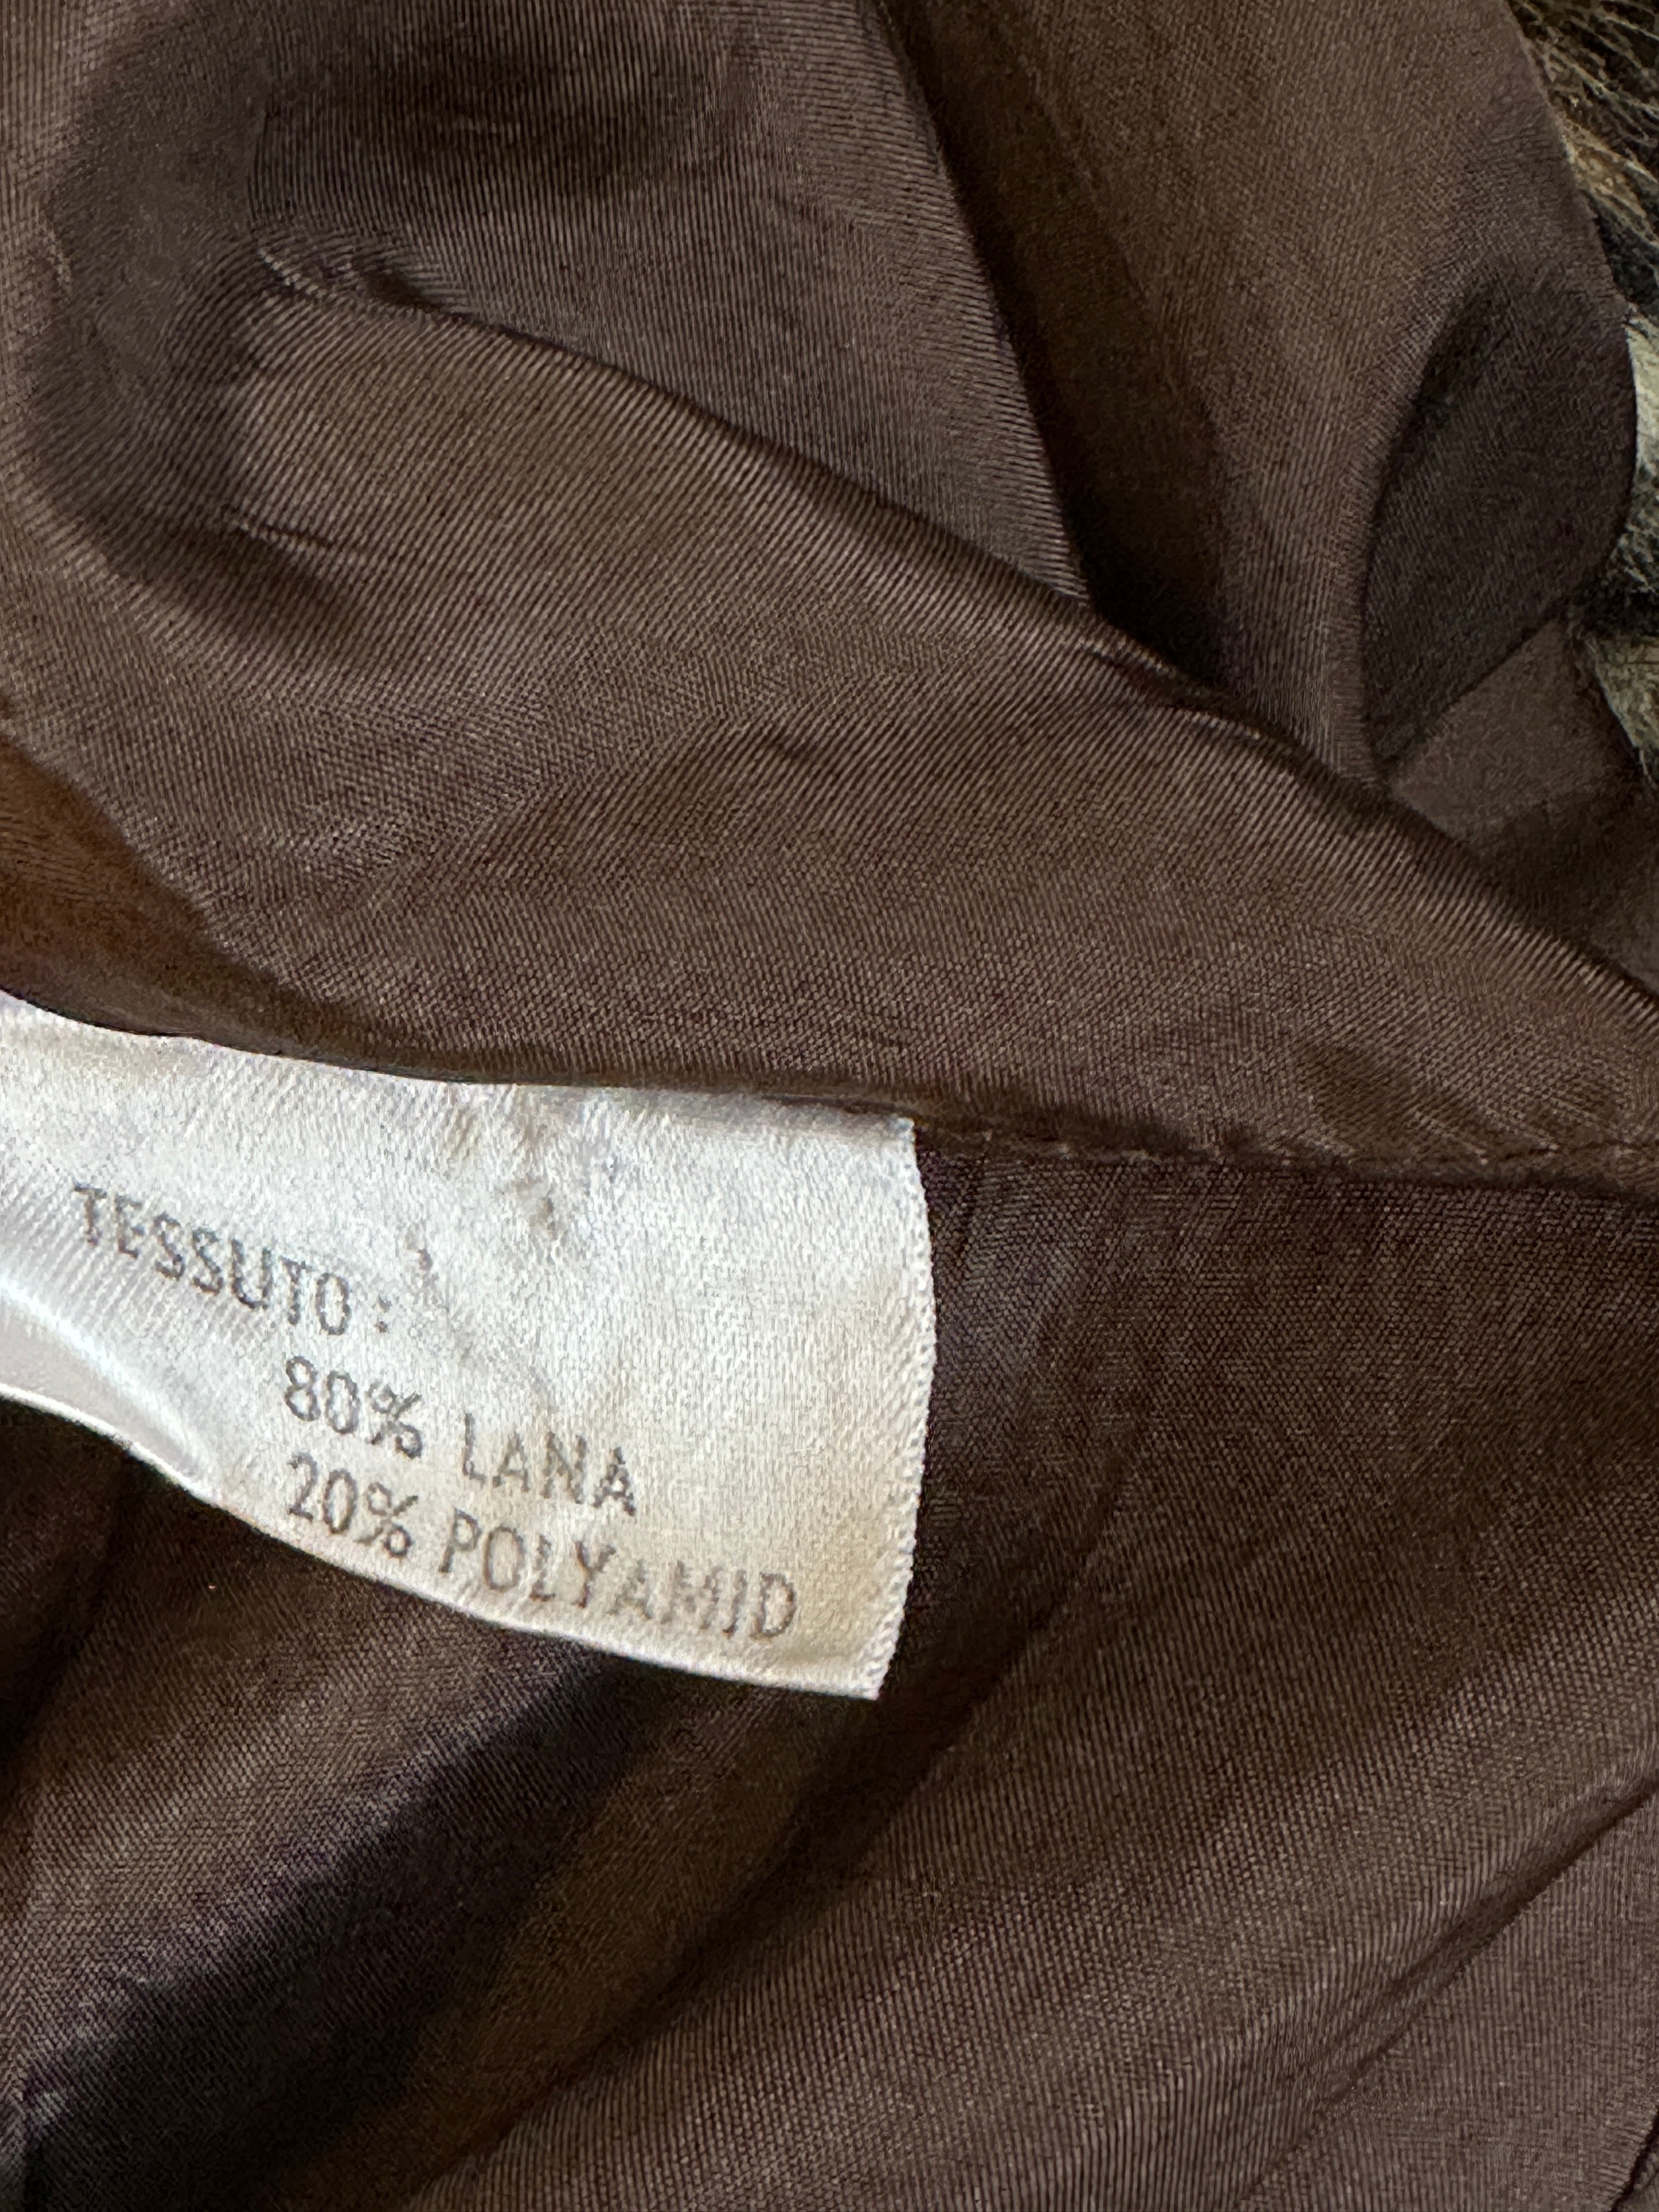 TESSUTO:
80% LANA
20% POLYAMID